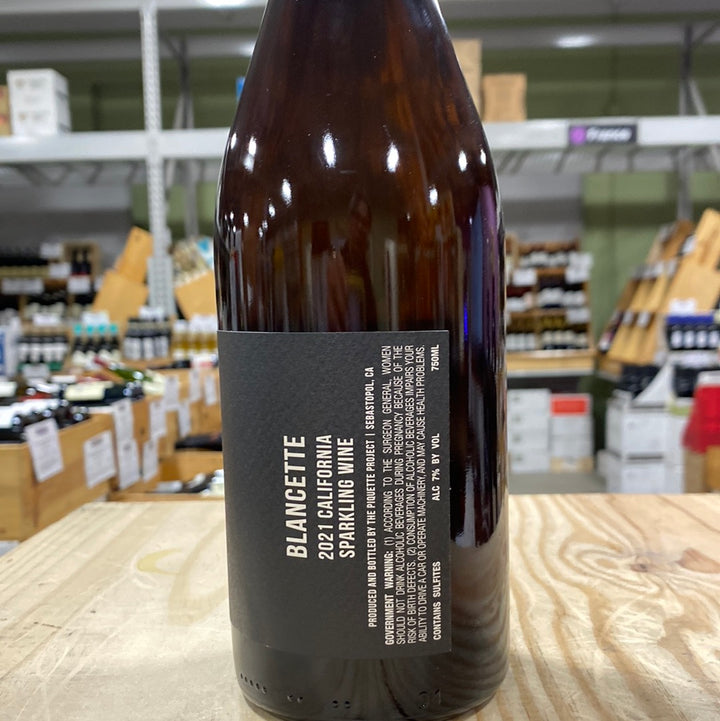 BLANCETTE
2021 CALIFORNIA
SPARKLING WINE
PRODUCED AND BOTTLED BY THE PIQUETTE PROJECT | SEBASTOPOL, CA
GOVERNMENT WARNING: (1) ACCORDING TO THE SURGEON GENERAL, WOMEN
SHOULD NOT DRINK ALCOHOLIC BEVERAGES DURING PREGNANCY BECAUSE OF THE
RISK OF BIRTH DEFECTS. (2) CONSUMPTION OF ALCOHOLIC BEVERAGES IMPAIRS YOUR
ABILITY TO DRIVE A CAR OR OPERATE MACHINERY, AND MAY CAUSE HEALTH PROBLEMS.
CONTAINS SULFITES ALC 7% BY VOL 750ML
France